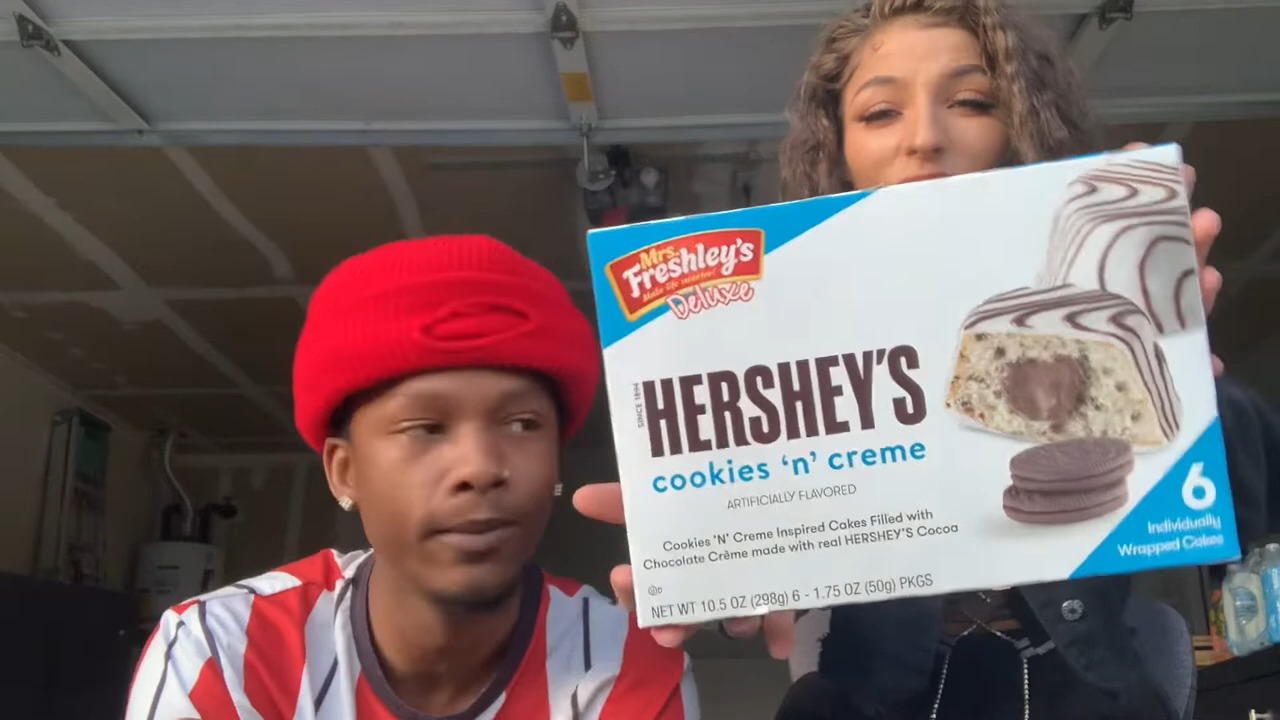 Mrs.
Freshley's
Make life sweeter!
Deluxe
SINCE 1894
HERSHEY'S
cookies 'n' creme
ARTIFICIALLY FLAVORED
Cookies 'N' Creme Inspired Cakes Filled with
Chocolate Crème made with real HERSHEY'S Cocoa
NET WT 10.5 OZ (298g) 6 - 1.75 OZ (50g) PKGS
6
Individually
Wrapped Cakes